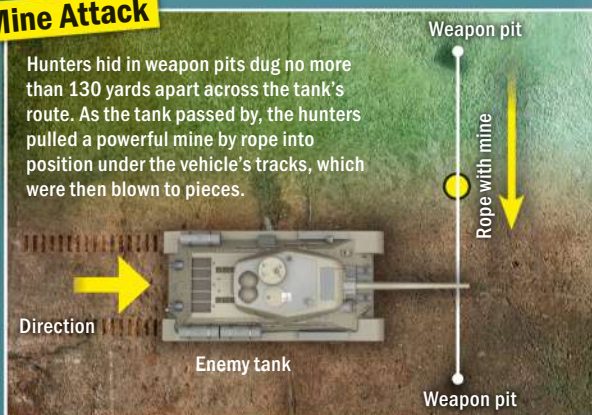 Mine Attack
Weapon pit
Hunters hid in weapon pits dug no more
than 130 yards apart across the tank's
route. As the tank passed by, the hunters
pulled a powerful mine by rope into
position under the vehicle's tracks, which
were then blown to pieces.
Rope with mine
Direction
Enemy tank
Weapon pit